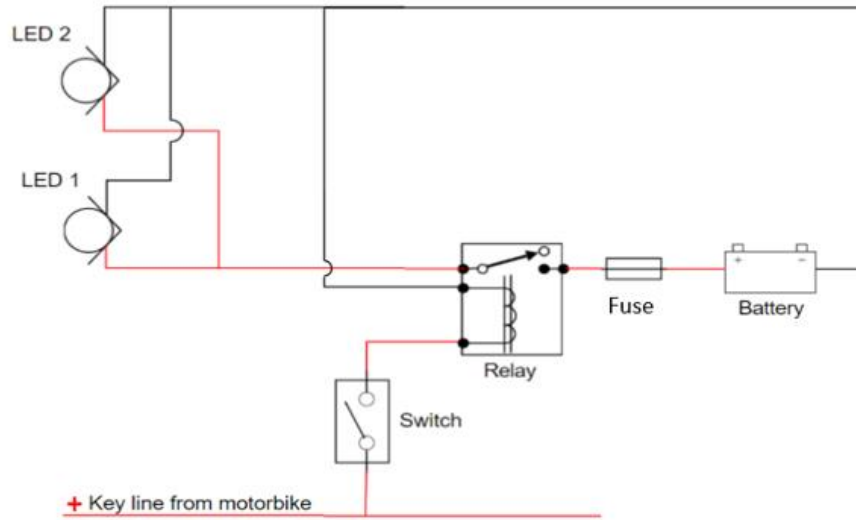 LED 2
LED 1
Fuse
+ −
Battery
Relay
Switch
+ Key line from motorbike